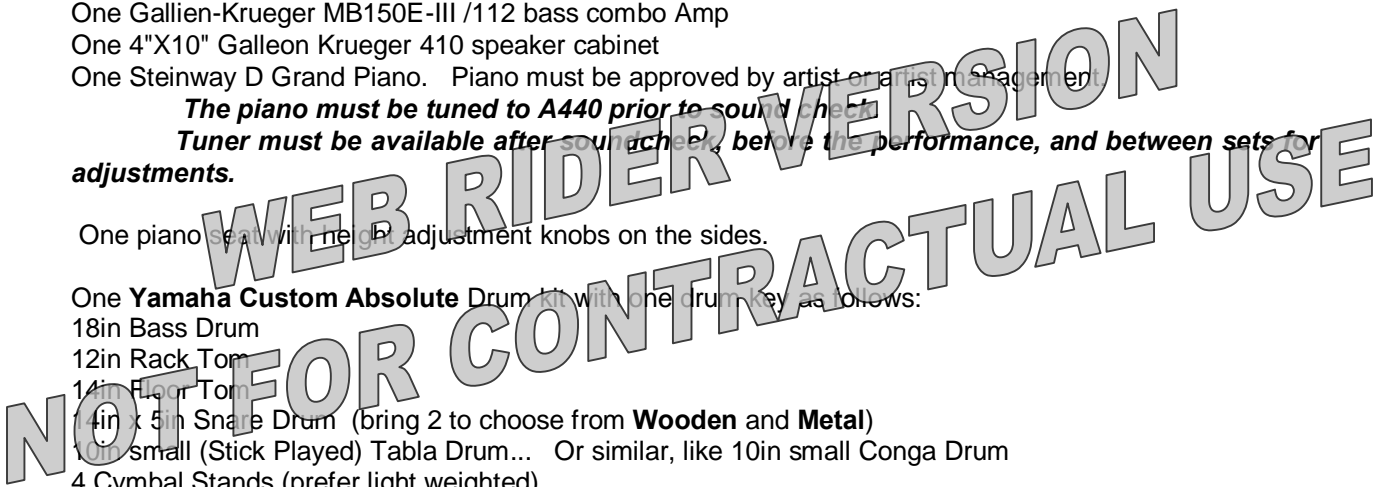 One Gallien-Krueger MB150E-III /112 bass combo Amp
One 4"X10" Galleon Krueger 410 speaker cabinet
One Steinway D Grand Piano. Piano must be approved by artist or artist management.
The piano must be tuned to A440 prior to sound check.
Tuner must be available after soundcheck, before the performance, and between sets for
adjustments.
One piano seat with height adjustment knobs on the sides.
One Yamaha Custom Absolute Drum kit with one drum key as follows:
18in Bass Drum
12in Rack Tom
14in Floor Tom
14in x 5in Snare Drum (bring 2 to choose from Wooden and Metal)
10in small (Stick Played) Tabla Drum... Or similar, like 10in small Conga Drum
4 Cymbal Stands (prefer light weighted)
WEB RIDER VERSION
NOT FOR CONTRACTUAL USE